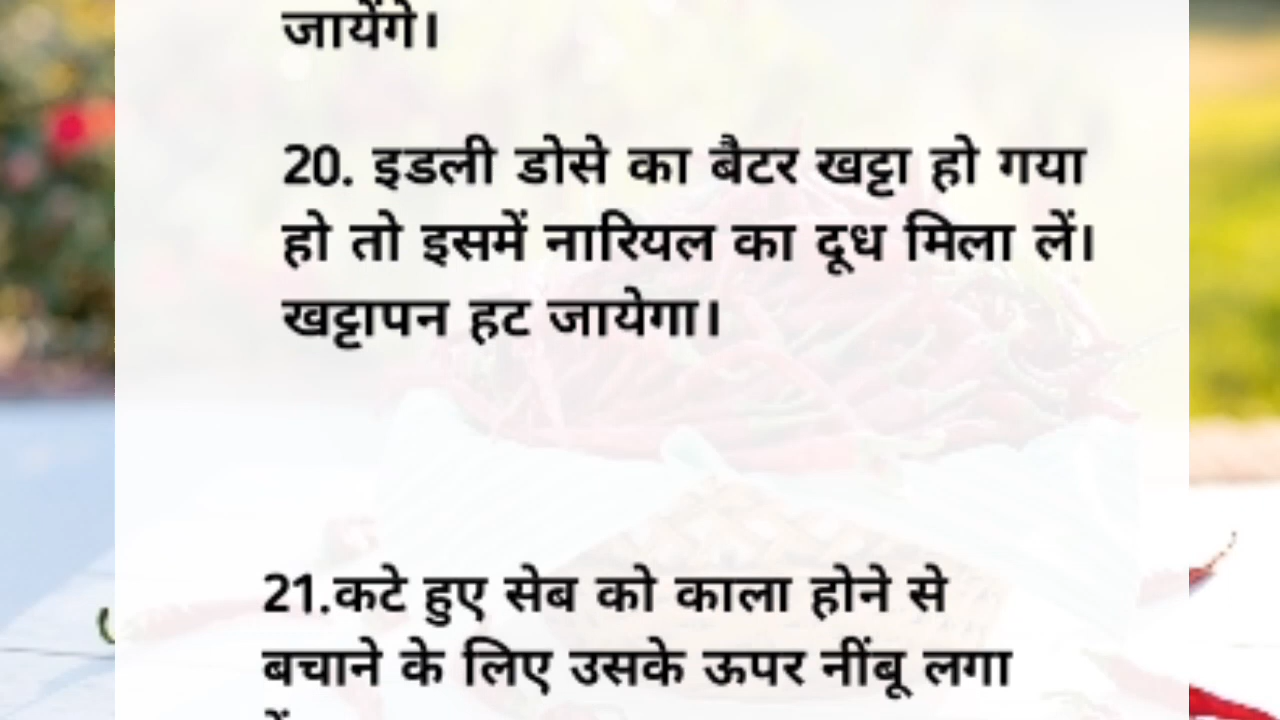 जायेंगे।
20. इडली डोसे का बैटर खट्टा हो गया
हो तो इसमें नारियल का दूध मिला लें।
खट्टापन हट जायेगा।
21.कटे हुए सेब को काला होने से
बचाने के लिए उसके ऊपर नींबू लगा